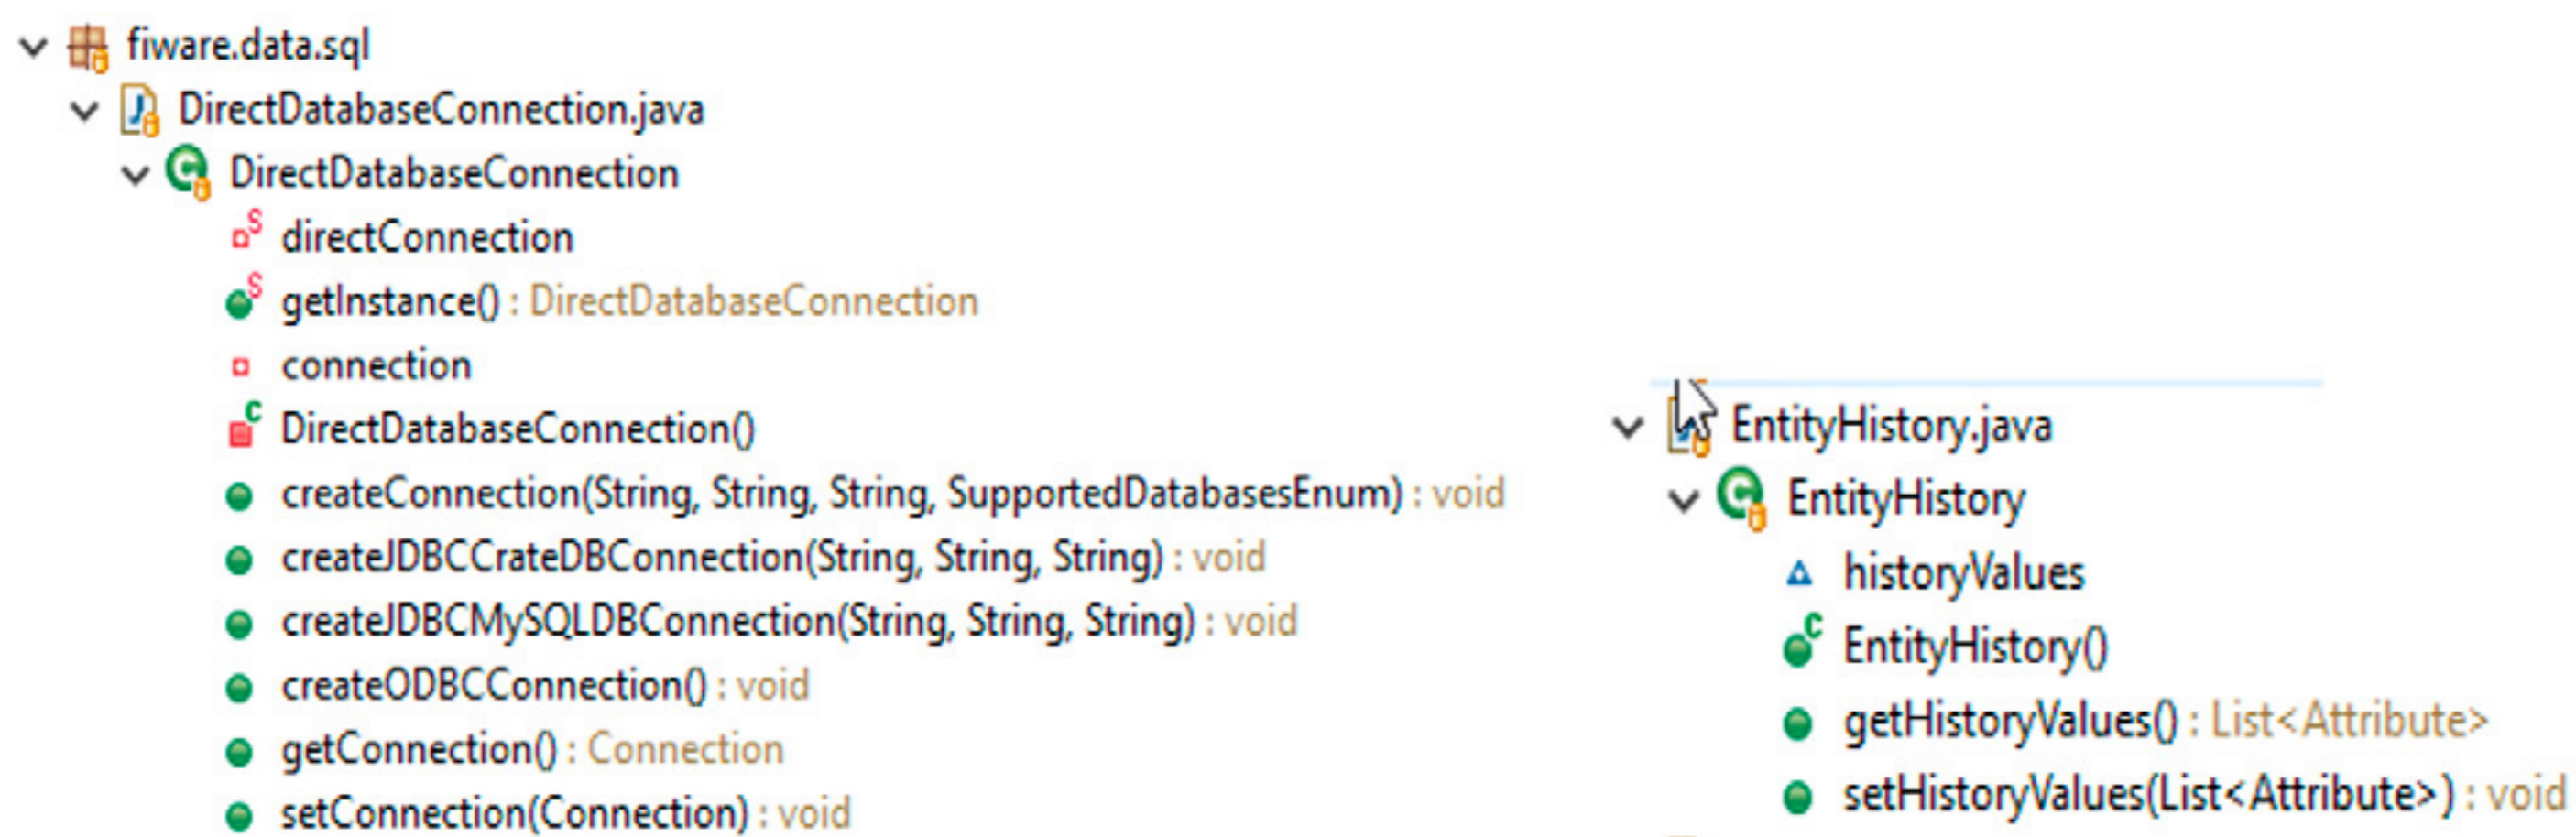 fiware.data.sql
DirectDatabaseConnection.java
DirectDatabaseConnection
directConnection
getInstance() : DirectDatabaseConnection
connection
DirectDatabaseConnection()
createConnection(String, String, String, SupportedDatabasesEnum) : void
createJDBCCrateDBConnection(String, String, String) : void
createJDBCMySQLDBConnection(String, String, String) : void
createODBCConnection() : void
getConnection() : Connection
setConnection(Connection) : void
EntityHistory.java
EntityHistory
historyValues
EntityHistory()
getHistoryValues() : List<Attribute>
setHistoryValues(List<Attribute>) : void